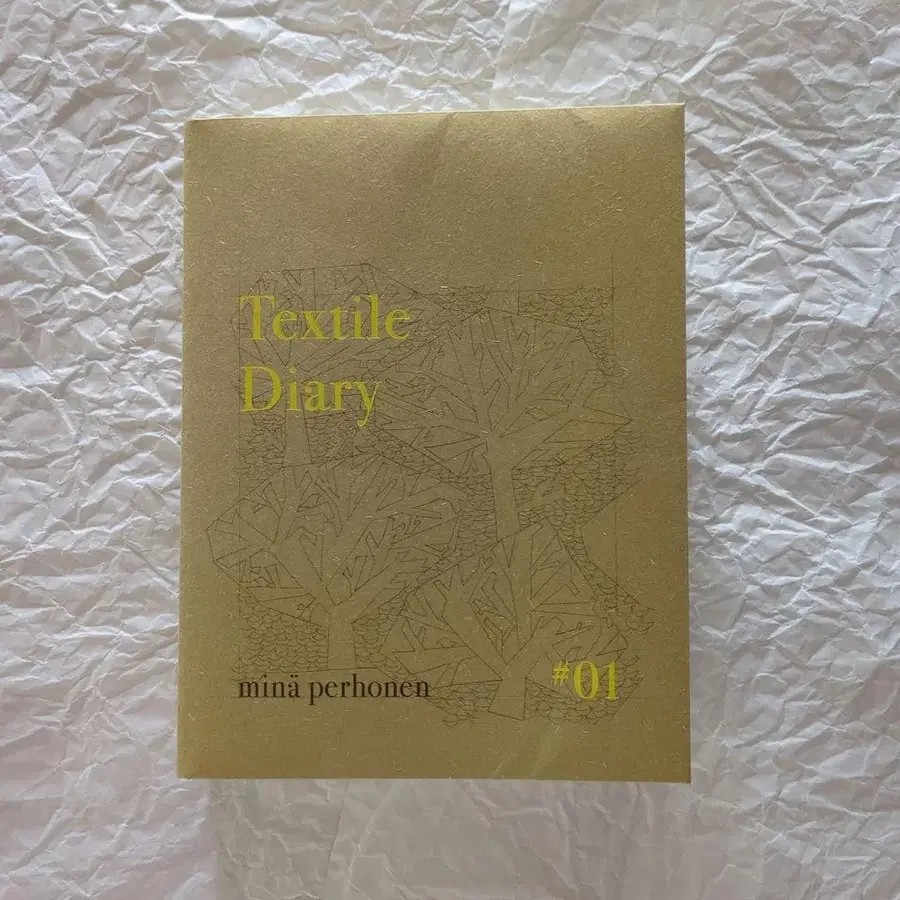 Textile
Diary
minä perhonen
#01